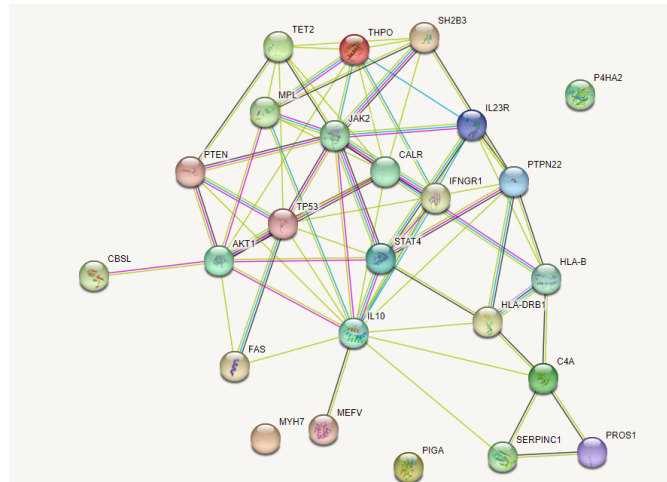 TET2
THPO
SH2B3
P4HA2
MPL
JAK2
IL23R
PTEN
CALR
IFNGR1
PTPN22
TP53
AKT1
STAT4
CBSL
HLA-B
HLA-DRB1
IL10
FAS
C4A
MYH7
MEFV
PIGA
SERPINC1
PROS1